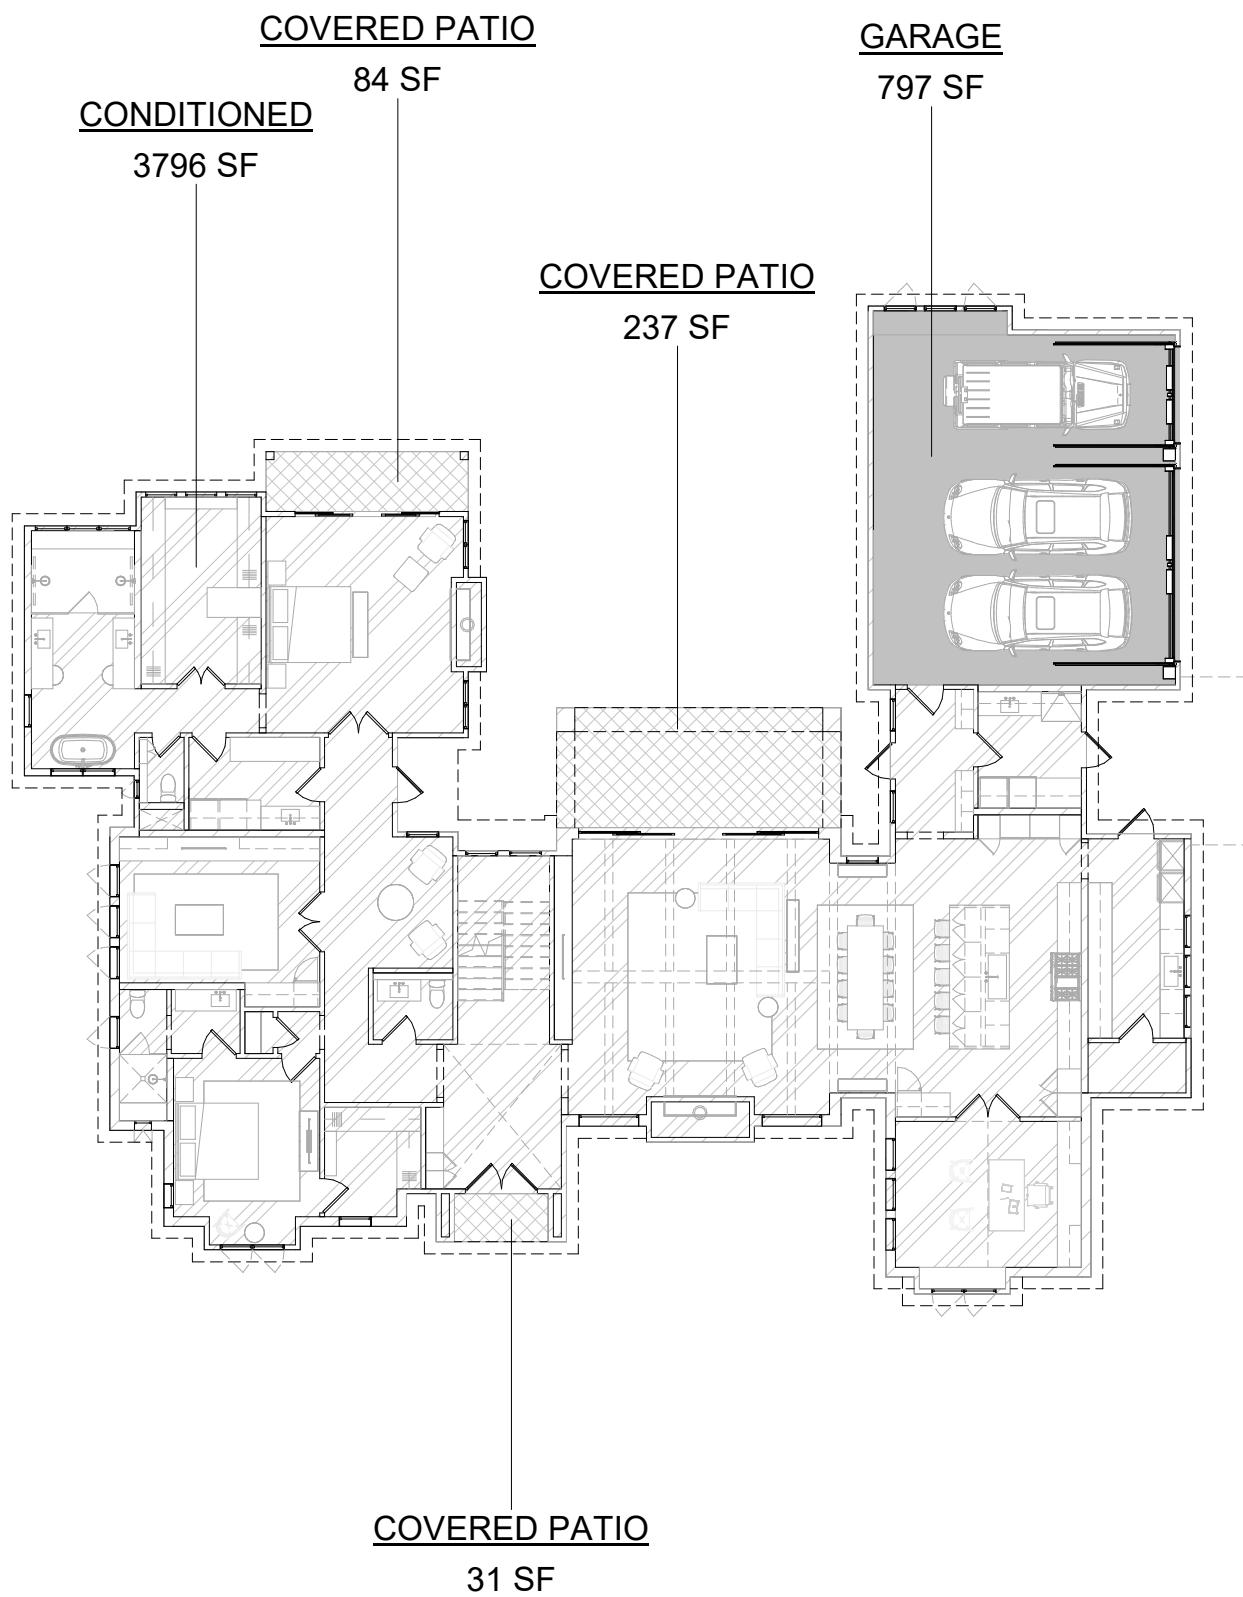 COVERED PATIO
84 SF
GARAGE
797 SF
CONDITIONED
3796 SF
COVERED PATIO
237 SF
COVERED PATIO
31 SF